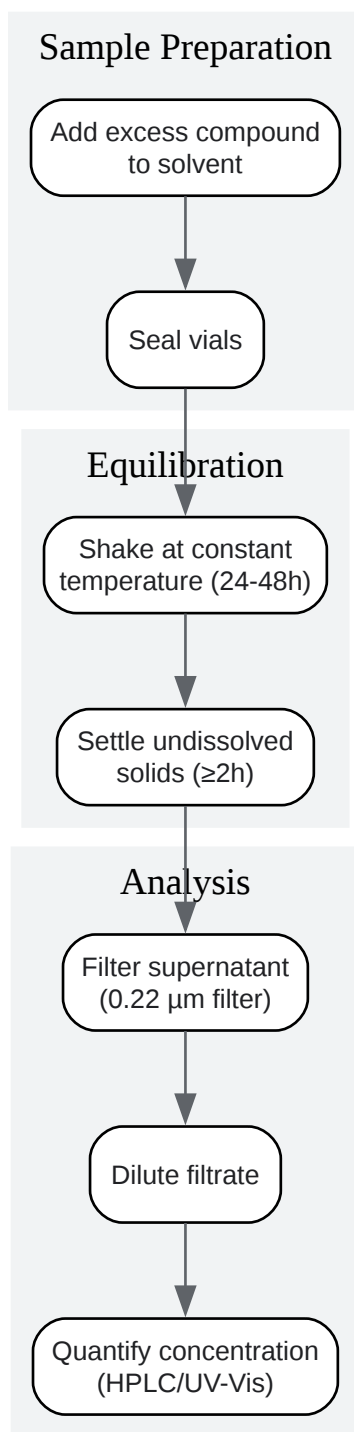 Sample Preparation
Add excess compound
to solvent
Seal vials
Equilibration
Shake at constant
temperature (24-48h)
Settle undissolved
solids (≥2h)
Analysis
Filter supernatant
(0.22 µm filter)
Dilute filtrate
Quantify concentration
(HPLC/UV-Vis)